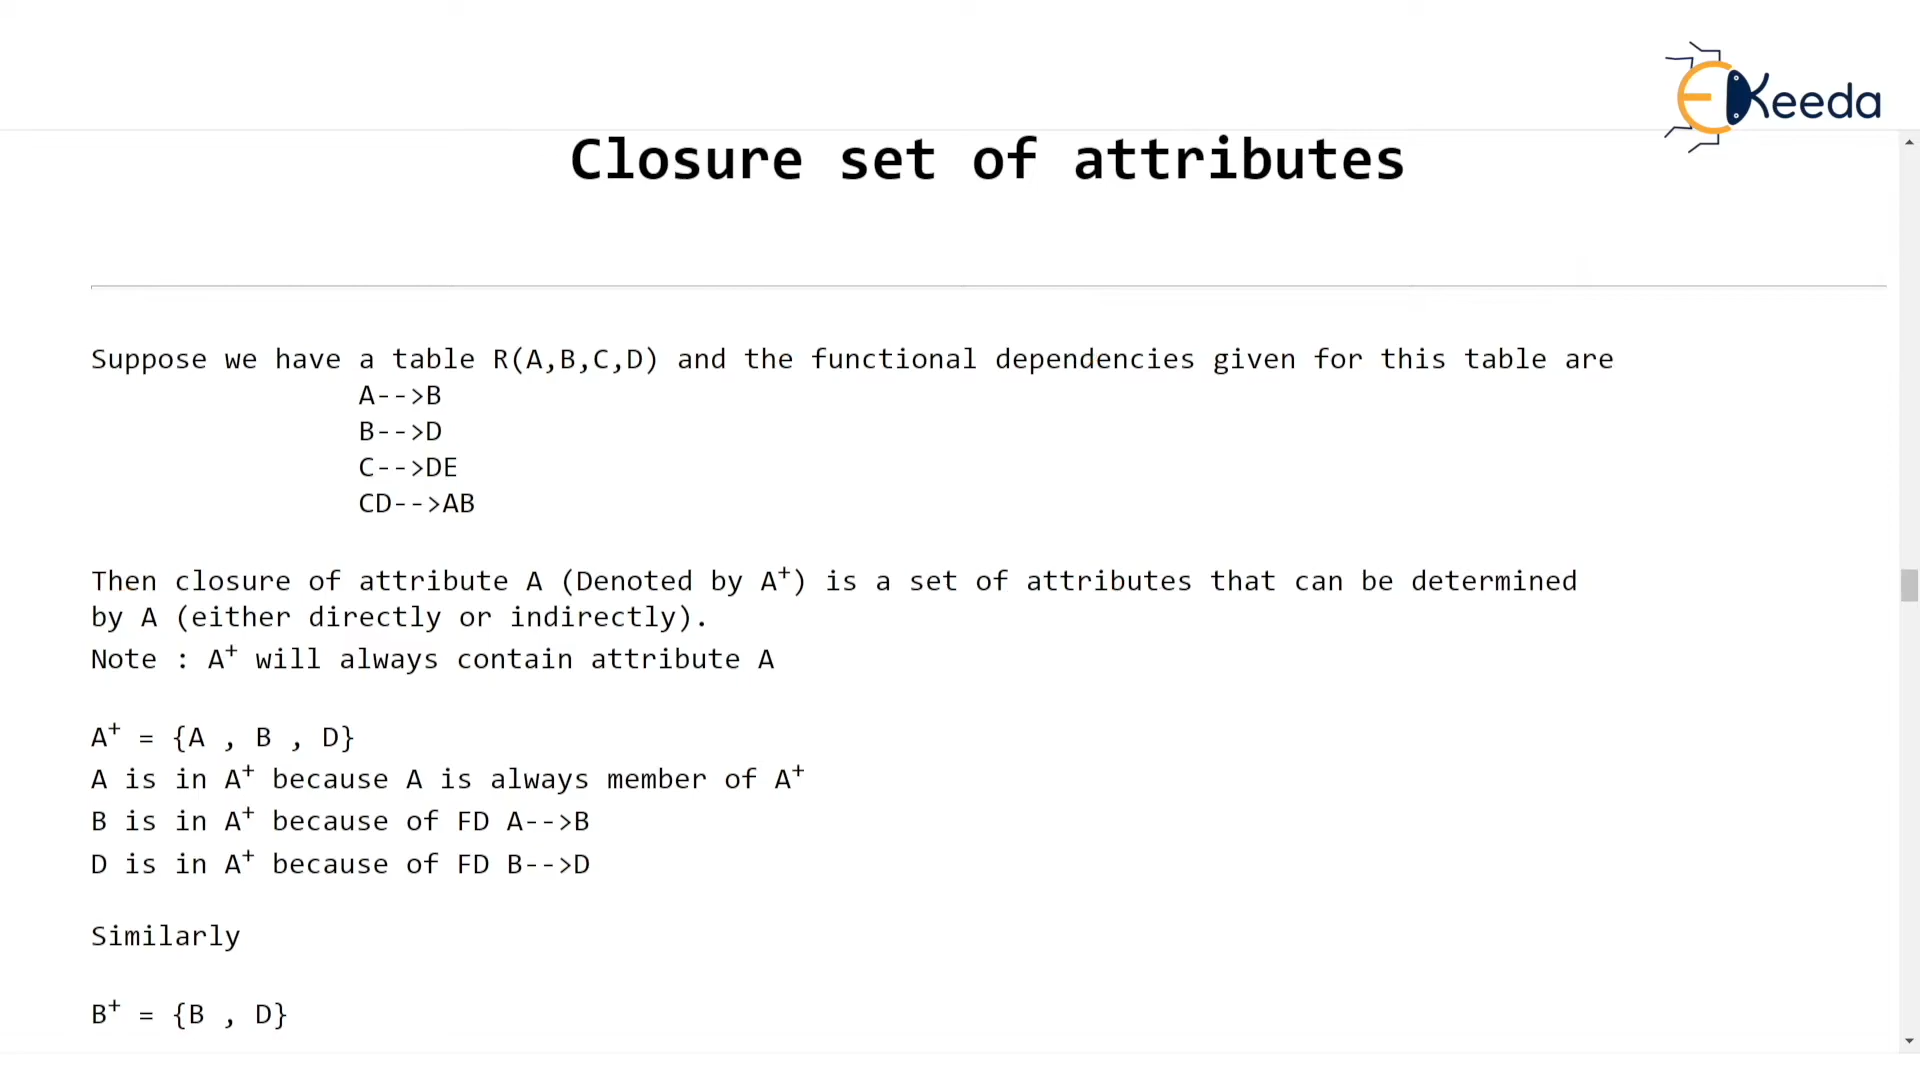 EKeeda
Closure set of attributes
Suppose we have a table R(A,B,C,D) and the functional dependencies given for this table are
A-->B
B-->D
C-->DE
CD-->AB
Then closure of attribute A (Denoted by A⁺) is a set of attributes that can be determined
by A (either directly or indirectly).
Note : A⁺ will always contain attribute A
A⁺ = {A , B , D}
A is in A⁺ because A is always member of A⁺
B is in A⁺ because of FD A-->B
D is in A⁺ because of FD B-->D
Similarly
B⁺ = {B , D}